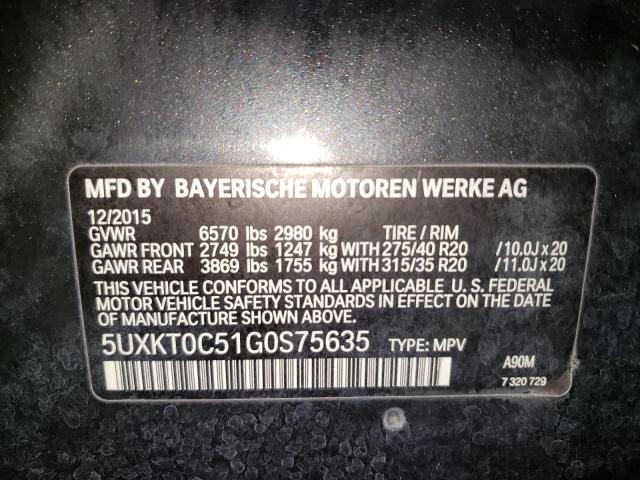 MFD BY BAYERISCHE MOTOREN WERKE AG
12/2015
GVWR 6570 lbs 2980 kg TIRE / RIM
GAWR FRONT 2749 lbs 1247 kg WITH 275/40 R20 /10.0J x 20
GAWR REAR 3869 lbs 1755 kg WITH 315/35 R20 /11.0J x 20
THIS VEHICLE CONFORMS TO ALL APPLICABLE U.S. FEDERAL
MOTOR VEHICLE SAFETY STANDARDS IN EFFECT ON THE DATE
OF MANUFACTURE SHOWN ABOVE.
5UXKT0C51G0S75635 TYPE: MPV
A90M
7 320 729